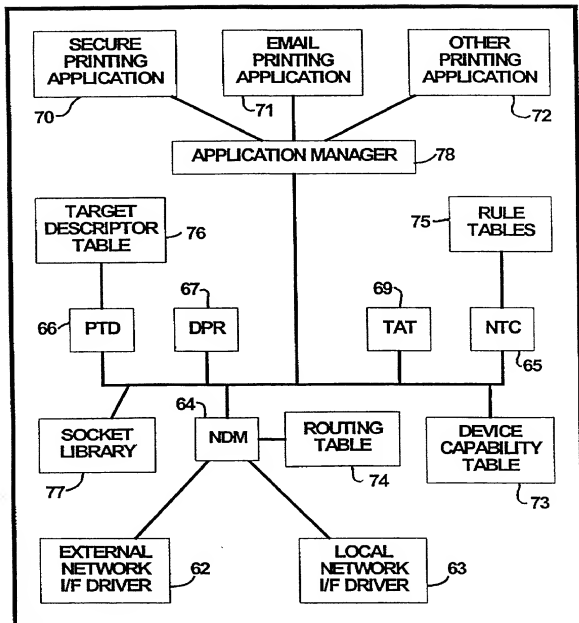 SECURE
PRINTING
APPLICATION
70
EMAIL
PRINTING
APPLICATION
71
OTHER
PRINTING
APPLICATION
72
APPLICATION MANAGER
78
TARGET
DESCRIPTOR
TABLE
76
75
RULE
TABLES
66
PTD
67
DPR
69
TAT
NTC
65
SOCKET
LIBRARY
77
64
NDM
ROUTING
TABLE
74
DEVICE
CAPABILITY
TABLE
73
EXTERNAL
NETWORK
I/F DRIVER
62
LOCAL
NETWORK
I/F DRIVER
63